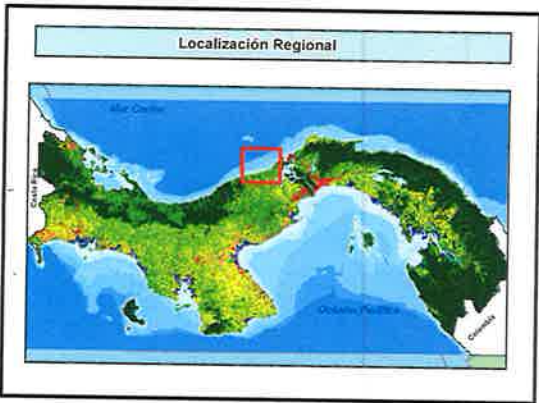 Localización Regional
Mar Caribe
Costa Rica
Océano Pacífico
Colombia